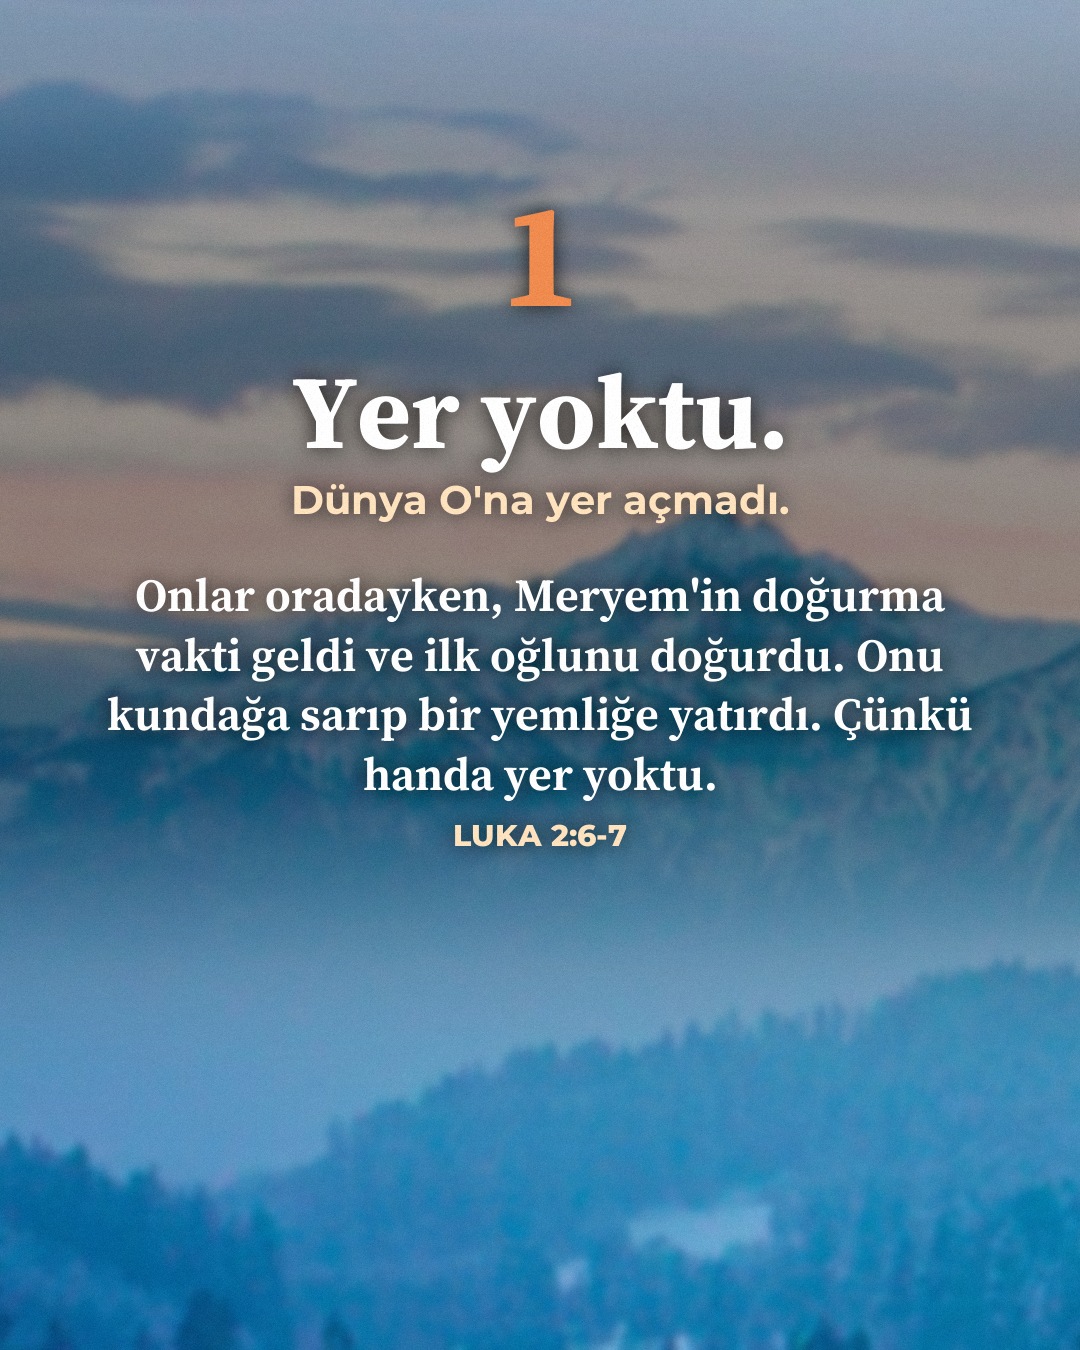 1
Yer yoktu.
Dünya O'na yer açmadı.
Onlar oradayken, Meryem'in doğurma
vakti geldi ve ilk oğlunu doğurdu. Onu
kundağa sarıp bir yemliğe yatırdı. Çünkü
handa yer yoktu.
LUKA 2:6-7